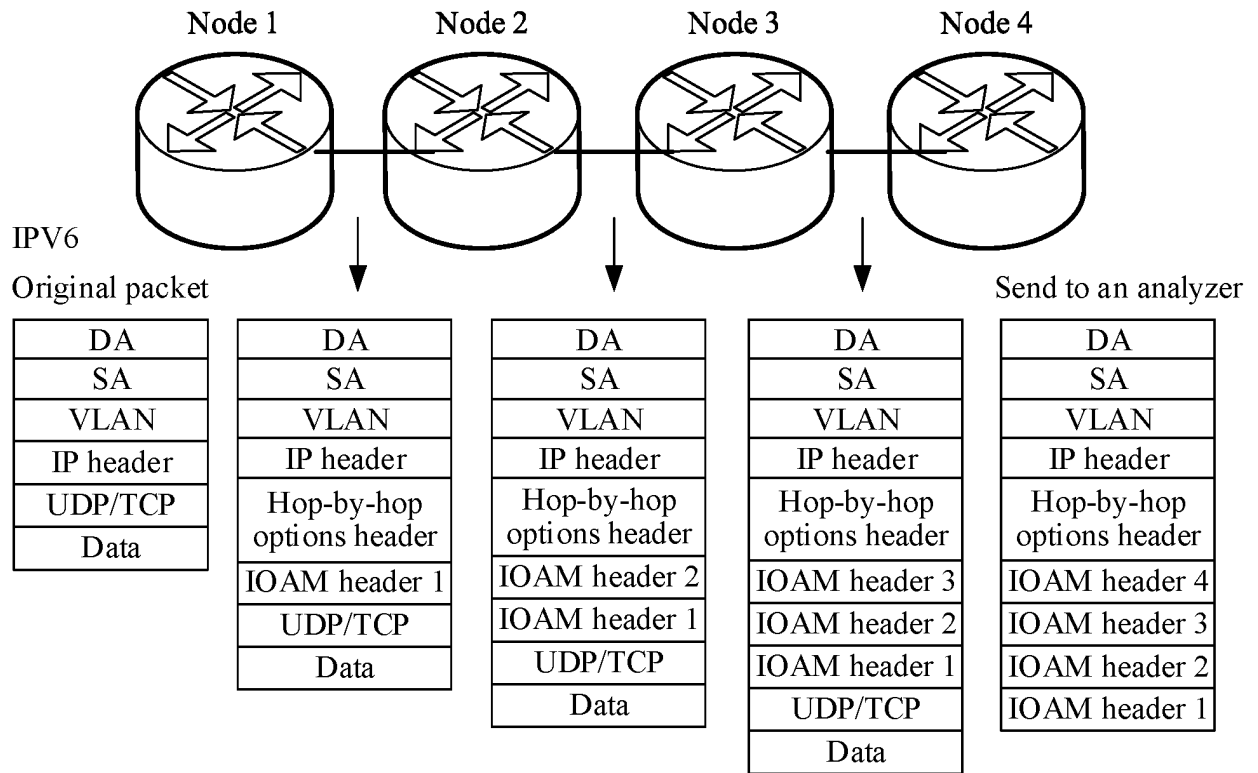 Node 1
Node 2
Node 3
Node 4
IPV6
Original packet
Send to an analyzer
DA
SA
VLAN
IP header
UDP/TCP
Data
DA
SA
VLAN
IP header
Hop-by-hop
options header
IOAM header 1
UDP/TCP
Data
DA
SA
VLAN
IP header
Hop-by-hop
options header
IOAM header 2
IOAM header 1
UDP/TCP
Data
DA
SA
VLAN
IP header
Hop-by-hop
options header
IOAM header 3
IOAM header 2
IOAM header 1
UDP/TCP
Data
DA
SA
VLAN
IP header
Hop-by-hop
options header
IOAM header 4
IOAM header 3
IOAM header 2
IOAM header 1